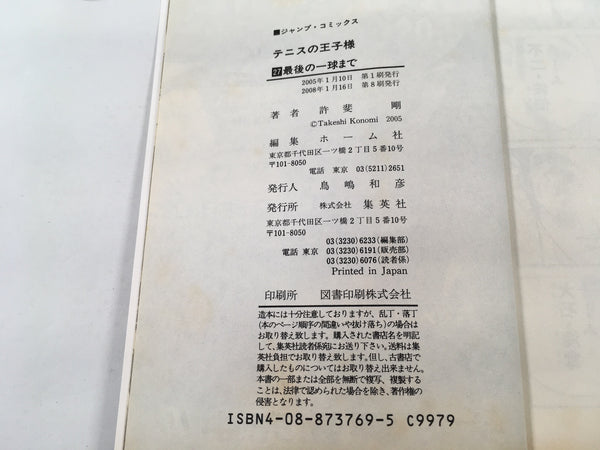 ■ジャンプ・コミックス
テニスの王子様
27最後の一球まで
2005年1月10日 第1刷発行
2008年1月16日 第8刷発行
著者 許斐 剛
©Takeshi Konomi 2005
編集 ホーム社
東京都千代田区一ツ橋2丁目5番10号
〒101-8050
電話 東京 03(5211)2651
発行人 鳥嶋和彦
発行所 株式会社 集英社
東京都千代田区一ツ橋2丁目5番10号
〒101-8050
03(3230)6233(編集部)
電話 東京 03(3230)6191(販売部)
03(3230)6076(読者係)
Printed in Japan
印刷所 図書印刷株式会社
造本には十分注意しておりますが、乱丁・落丁
(本のページ順序の間違いや抜け落ち)の場合は
お取り替え致します。購入された書店名を明記し
て、集英社読者係宛にお送り下さい。送料は集
英社負担でお取り替え致します。但し、古書店で
購入したものについてはお取り替え出来ません。
本書の一部または全部を無断で複写、複製する
ことは、法律で認められた場合を除き、著作権の
侵害となります。
ISBN4-08-873769-5 C9979